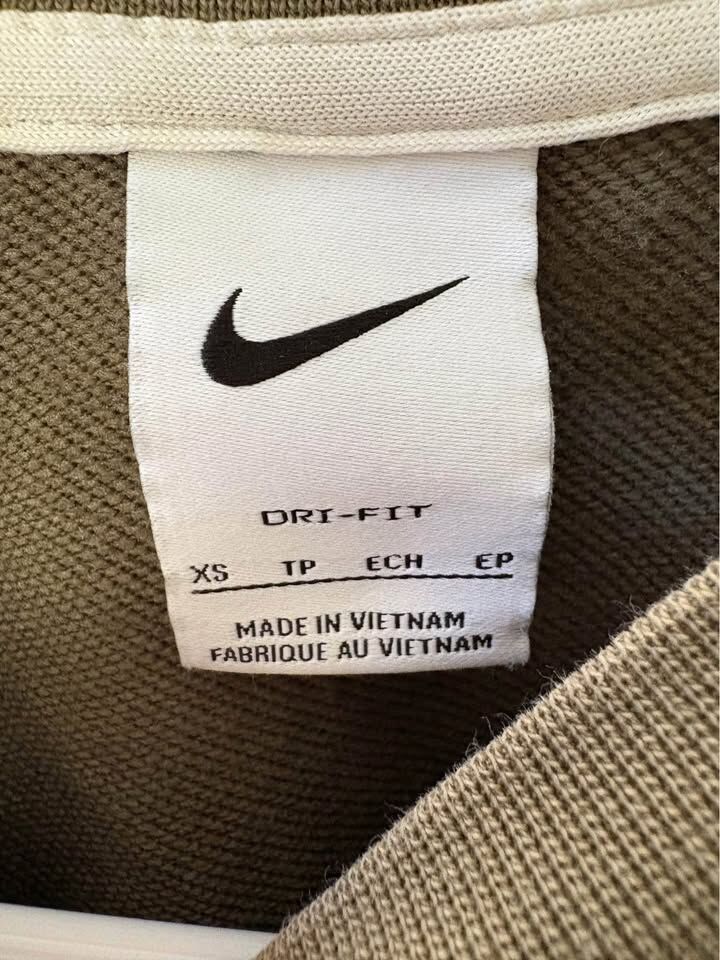 DRI-FIT
XS TP ECH EP
MADE IN VIETNAM
FABRIQUE AU VIETNAM